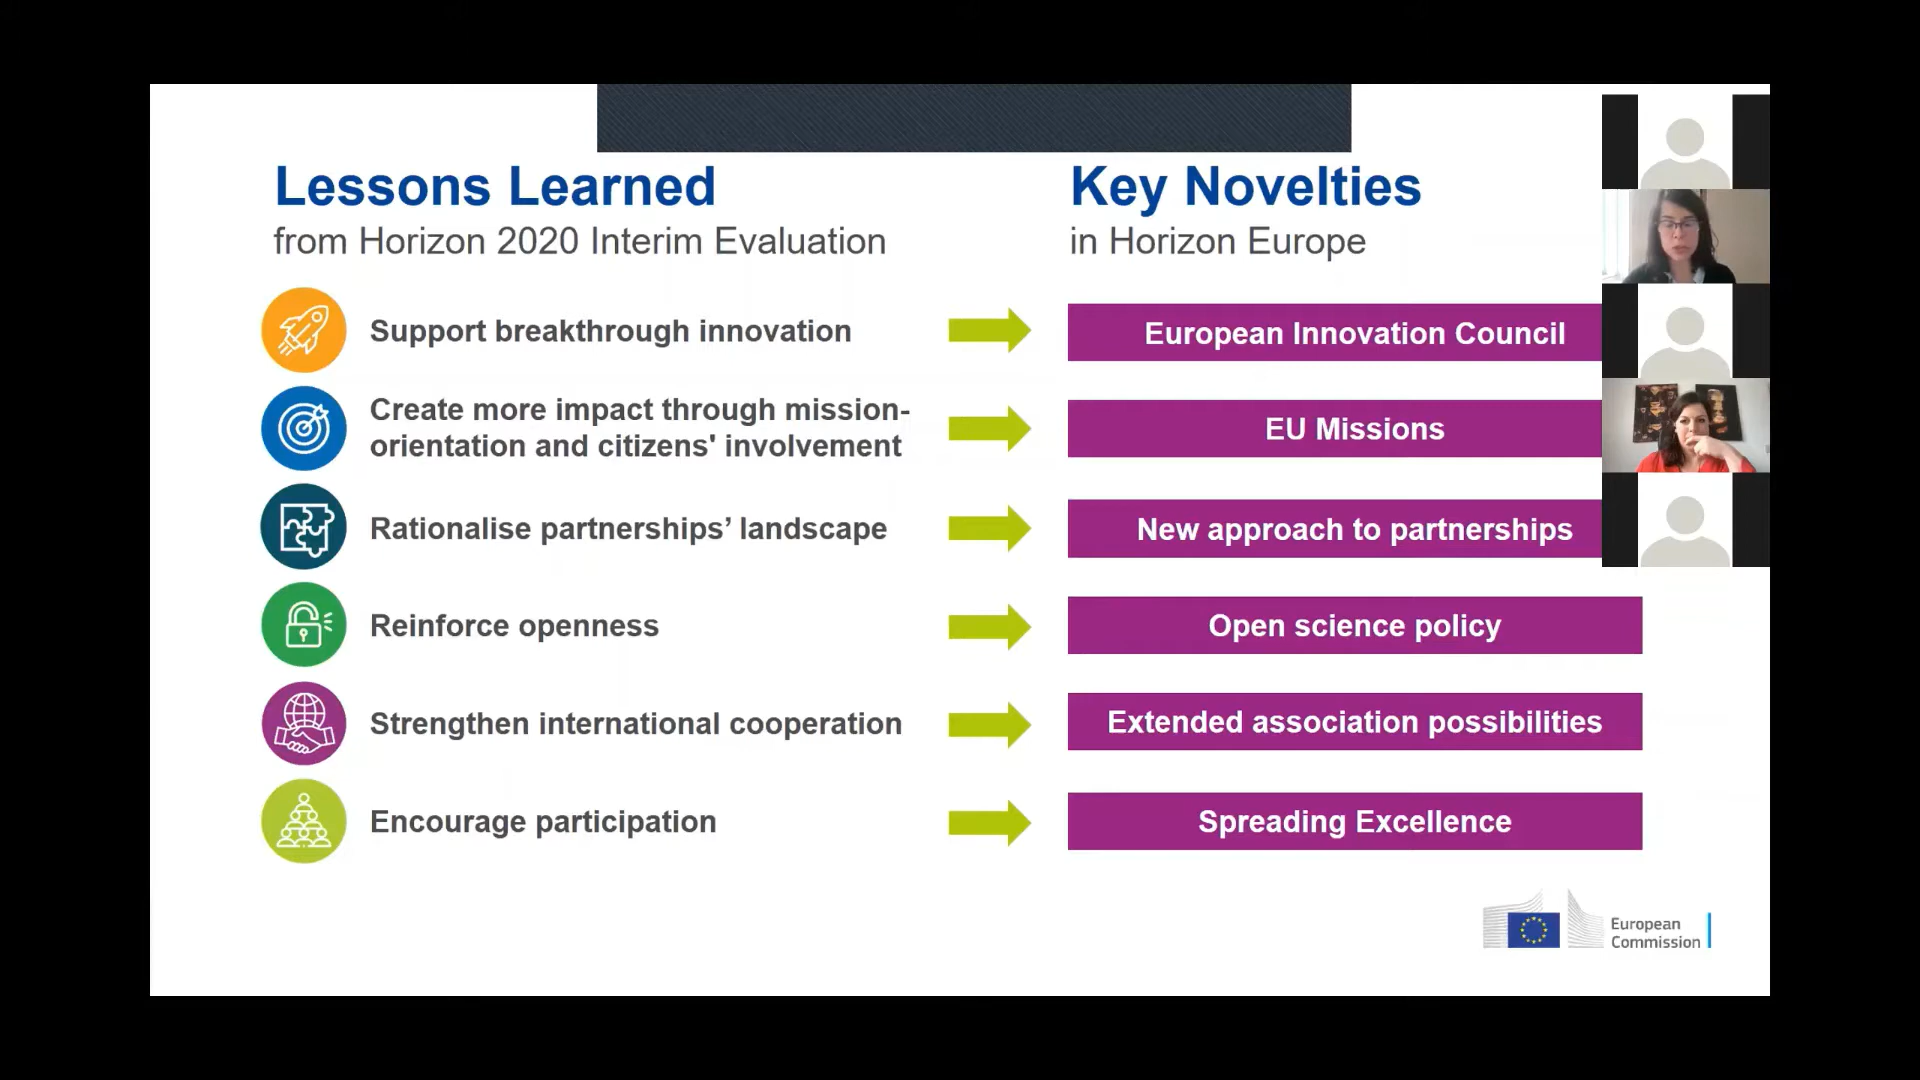 Lessons Learned
from Horizon 2020 Interim Evaluation
Key Novelties
in Horizon Europe
Support breakthrough innovation
European Innovation Council
Create more impact through mission-
orientation and citizens' involvement
EU Missions
Rationalise partnerships’ landscape
New approach to partnerships
Reinforce openness
Open science policy
Strengthen international cooperation
Extended association possibilities
Encourage participation
Spreading Excellence
European
Commission